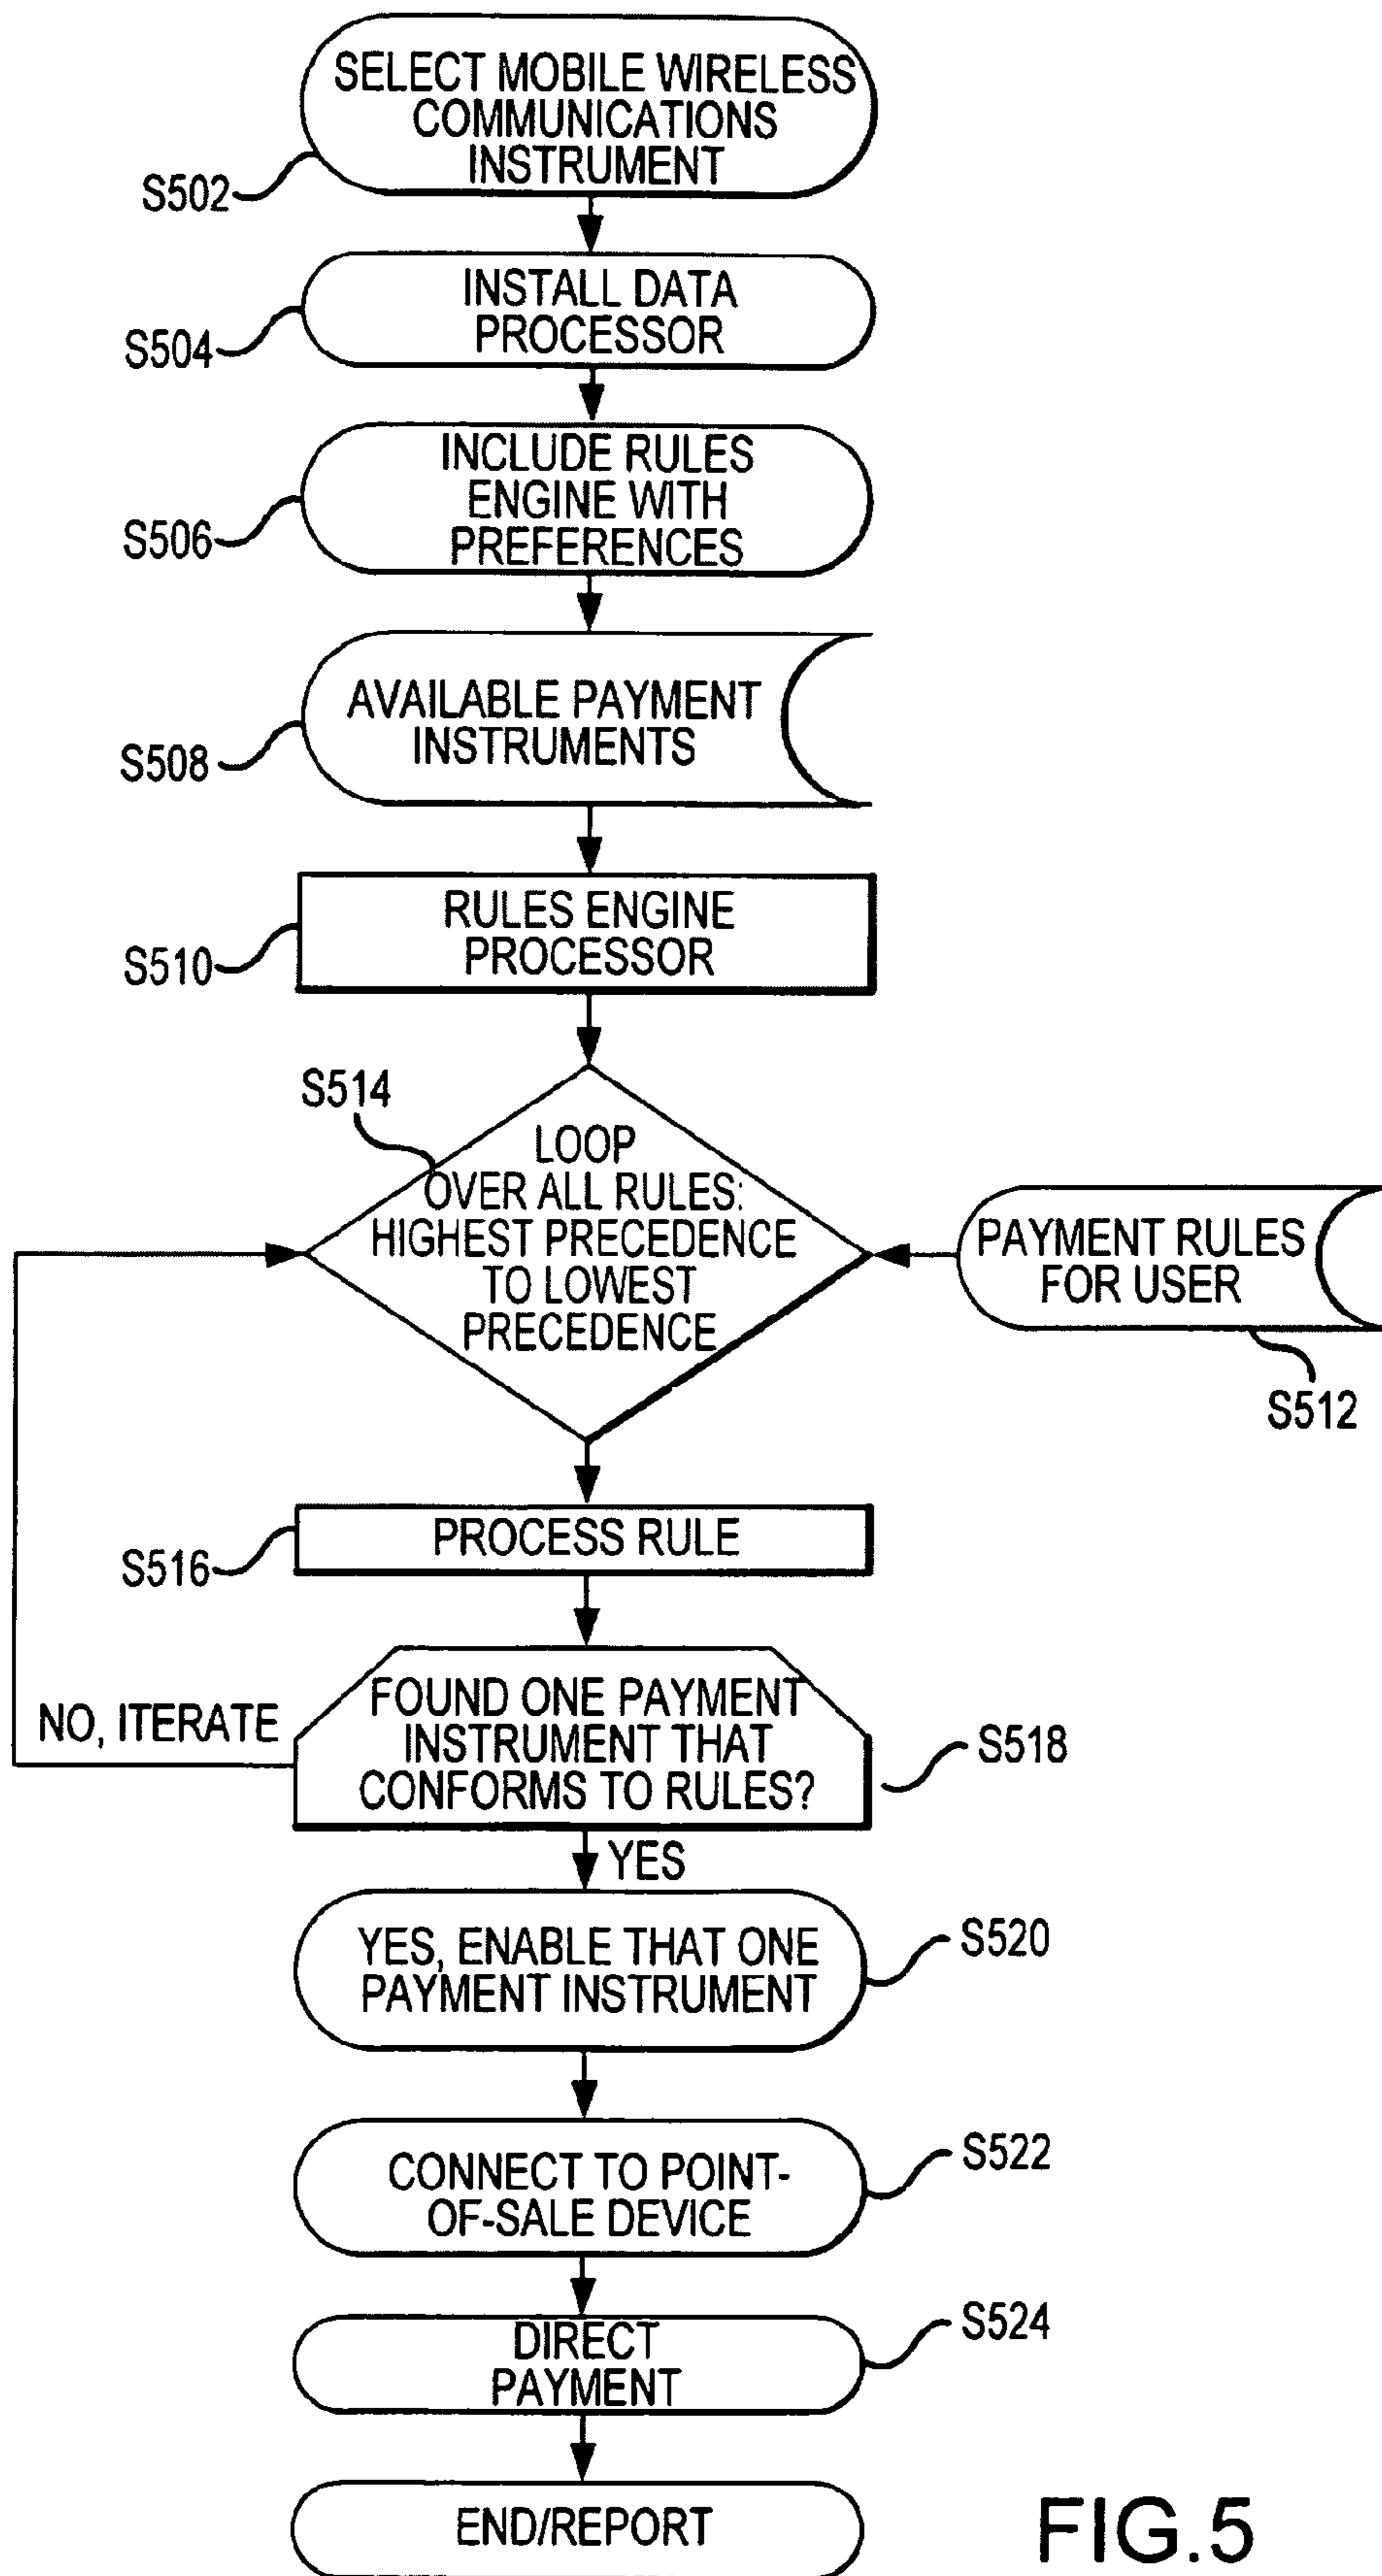 SELECT MOBILE WIRELESS
COMMUNICATIONS
INSTRUMENT
S502
INSTALL DATA
PROCESSOR
S504
INCLUDE RULES
ENGINE WITH
PREFERENCES
S506
AVAILABLE PAYMENT
INSTRUMENTS
S508
RULES ENGINE
PROCESSOR
S510
S514
LOOP
OVER ALL RULES:
HIGHEST PRECEDENCE
TO LOWEST
PRECEDENCE
PAYMENT RULES
FOR USER
S512
PROCESS RULE
S516
FOUND ONE PAYMENT
INSTRUMENT THAT
CONFORMS TO RULES?
NO, ITERATE
S518
YES
YES, ENABLE THAT ONE
PAYMENT INSTRUMENT
S520
CONNECT TO POINT-
OF-SALE DEVICE
S522
DIRECT
PAYMENT
S524
END/REPORT
FIG.5